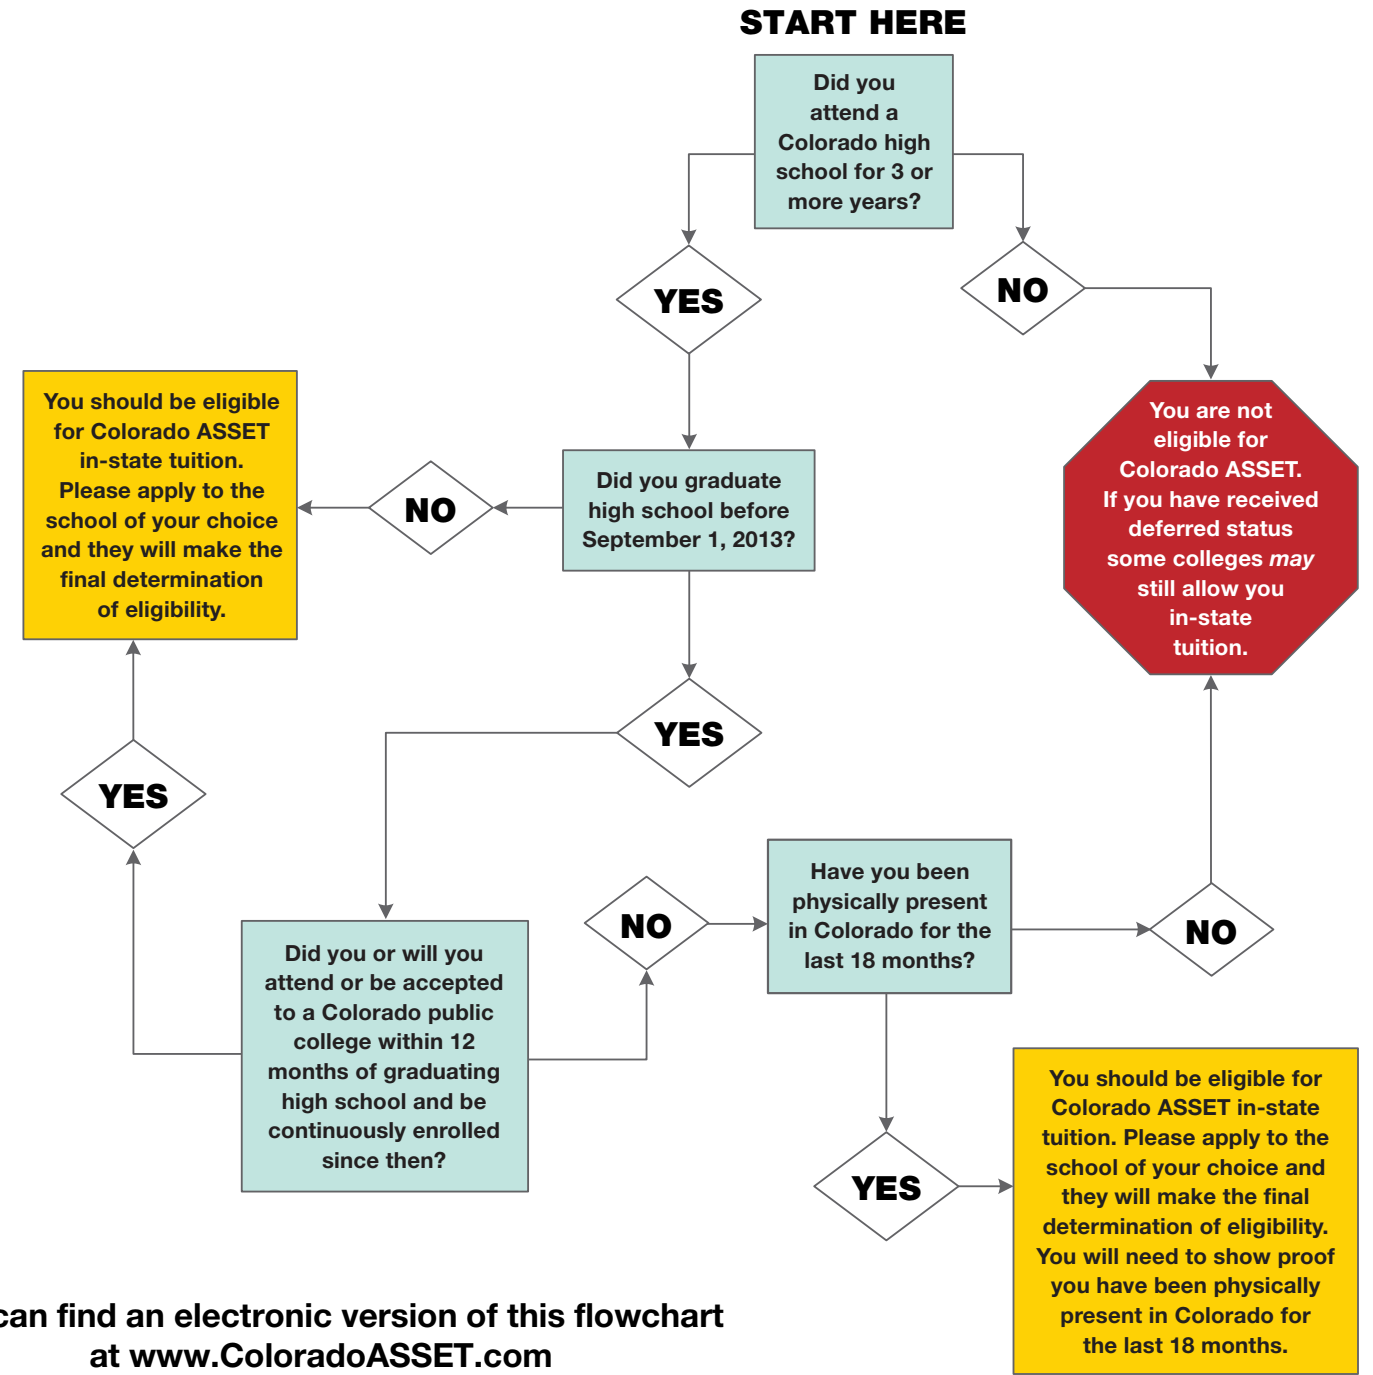 START HERE
Did you
attend a
Colorado high
school for 3 or
more years?
YES
NO
You should be eligible
for Colorado ASSET
in-state tuition.
Please apply to the
school of your choice
and they will make the
final determination
of eligibility.
NO
Did you graduate
high school before
September 1, 2013?
You are not
eligible for
Colorado ASSET.
If you have received
deferred status
some colleges may
still allow you
in-state
tuition.
YES
YES
Did you or will you
attend or be accepted
to a Colorado public
college within 12
months of graduating
high school and be
continuously enrolled
since then?
NO
Have you been
physically present
in Colorado for the
last 18 months?
NO
YES
You should be eligible for
Colorado ASSET in-state
tuition. Please apply to the
school of your choice and
they will make the final
determination of eligibility.
You will need to show proof
you have been physically
present in Colorado for
the last 18 months.
can find an electronic version of this flowchart
at www.ColoradoASSET.com